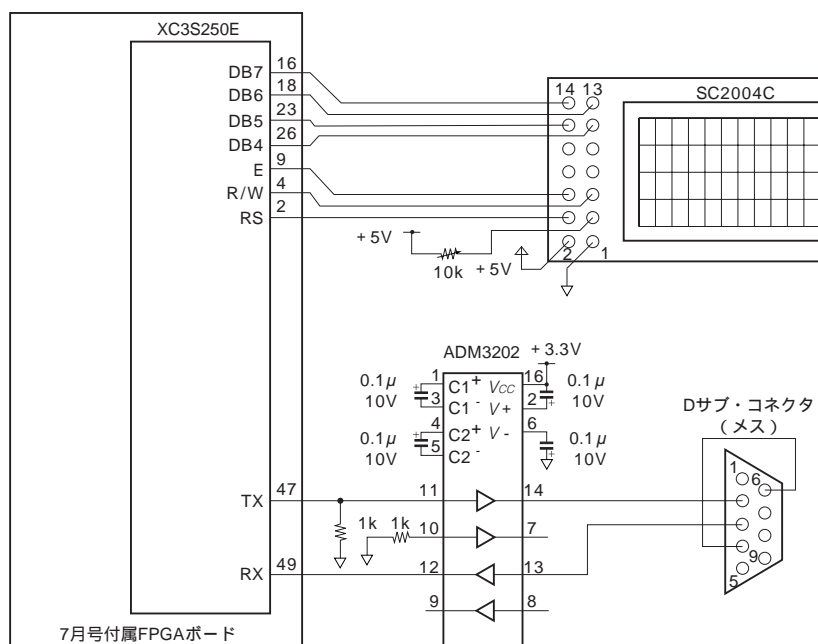 XC3S250E
DB7 16
DB6 18
DB5 23
DB4 26
E 9
R/W 4
RS 2
14 13
SC2004C
+5V
10k
+5V
2 1
ADM3202
+3.3V
0.1μ
10V
1 C1+
3 C1-
VCC 16
V+ 2
0.1μ
10V
0.1μ
10V
4 C2+
5 C2-
V- 6
0.1μ
10V
Dサブ・コネクタ
（メス）
1
6
9
5
TX 47
11
14
1k 1k
10
7
RX 49
12
13
9
8
7月号付属FPGAボード